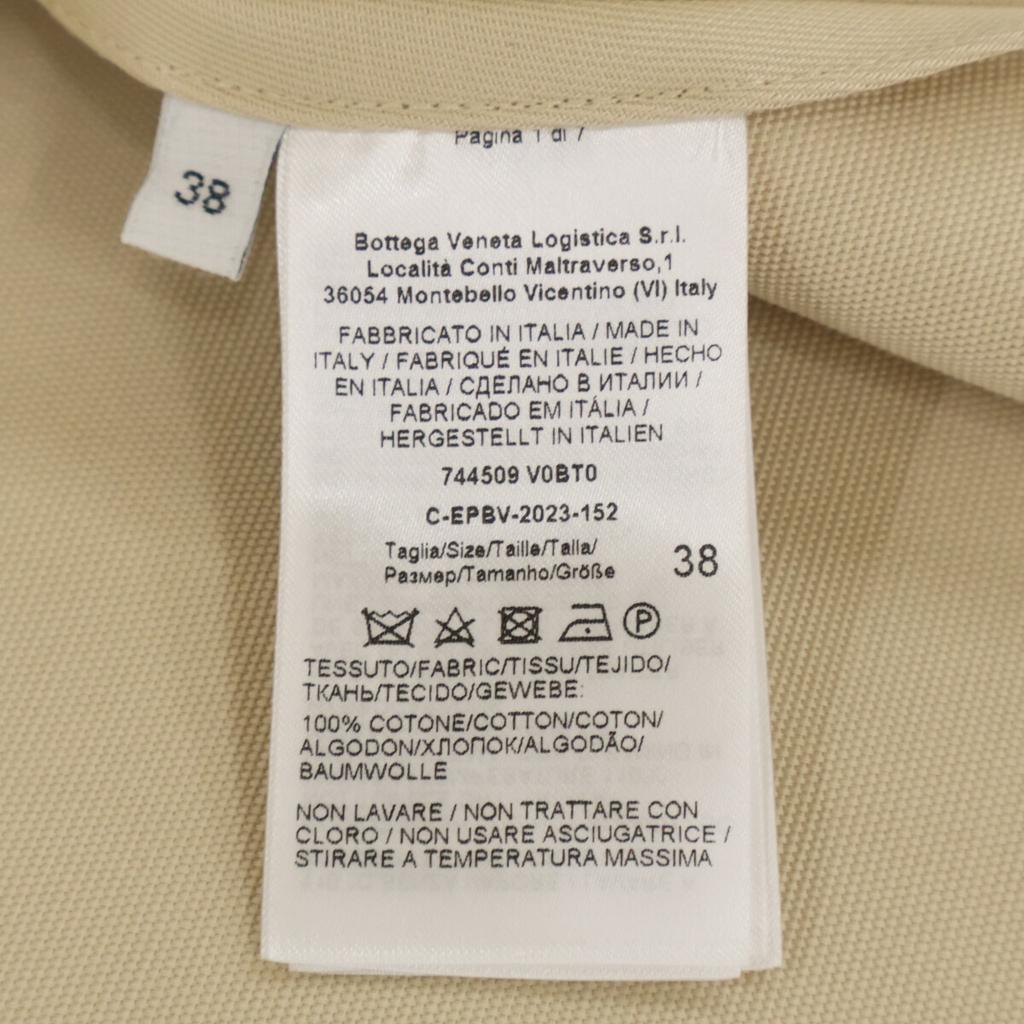 Pagina 1 di 7
38
Bottega Veneta Logistica S.r.l.
Località Conti Maltraverso,1
36054 Montebello Vicentino (VI) Italy
FABBRICATO IN ITALIA / MADE IN
ITALY / FABRIQUÉ EN ITALIE / HECHO
EN ITALIA / СДЕЛАНО В ИТАЛИИ /
FABRICADO EM ITÁLIA /
HERGESTELLT IN ITALIEN
744509 V0BT0
C-EPBV-2023-152
Taglia/Size/Taille/Talla/
Размер/Tamanho/Größe
38
P
TESSUTO/FABRIC/TISSU/TEJIDO/
ТКАНЬ/TECIDO/GEWEBE:
100% COTONE/COTTON/COTON/
ALGODON/ХЛОПОК/ALGODÃO/
BAUMWOLLE
NON LAVARE / NON TRATTARE CON
CLORO / NON USARE ASCIUGATRICE /
STIRARE A TEMPERATURA MASSIMA